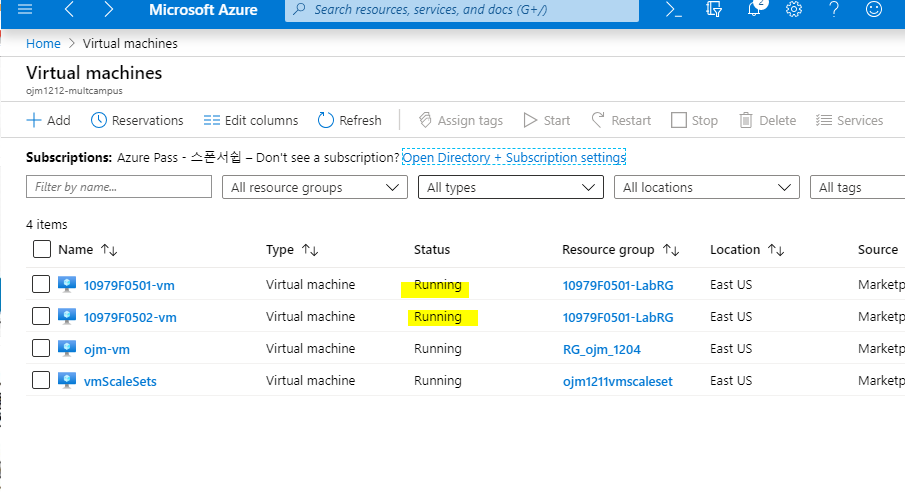 Microsoft Azure Search resources, services, and docs (G+/) 2
Home > Virtual machines
Virtual machines
ojm1212-multcampus
Add Reservations Edit columns Refresh Assign tags Start Restart Stop Delete Services
Subscriptions: Azure Pass - 스폰서쉽 – Don't see a subscription? Open Directory + Subscription settings
Filter by name... All resource groups All types All locations All tags
4 items
Name Type Status Resource group Location Source
10979F0501-vm Virtual machine Running 10979F0501-LabRG East US Marketp
10979F0502-vm Virtual machine Running 10979F0501-LabRG East US Marketp
ojm-vm Virtual machine Running RG_ojm_1204 East US Marketp
vmScaleSets Virtual machine Running ojm1211vmscaleset East US Marketp